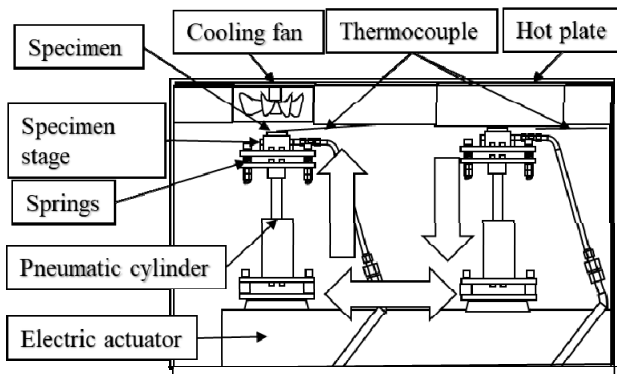 Specimen
Cooling fan
Thermocouple
Hot plate
Specimen
stage
Springs
Pneumatic cylinder
Electric actuator